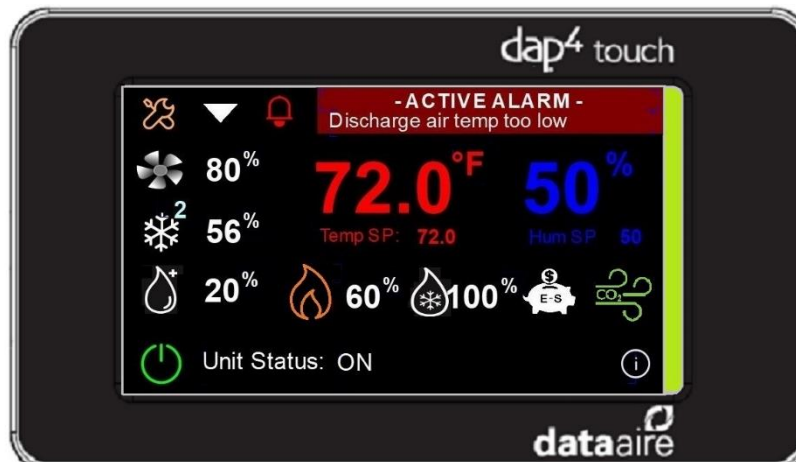 dap4 touch
- ACTIVE ALARM -
Discharge air temp too low
80%
72.0°F
50%
2
56%
Temp SP: 72.0
Hum SP 50
20%
60%
100%
$
E-S
CO2
Unit Status: ON
i
dataaire